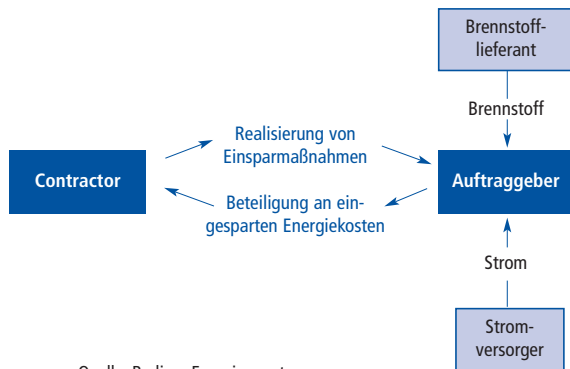 Brennstoff-
lieferant
Brennstoff
Realisierung von
Einsparmaßnahmen
Contractor
Auftraggeber
Beteiligung an ein-
gesparten Energiekosten
Strom
Strom-
versorger